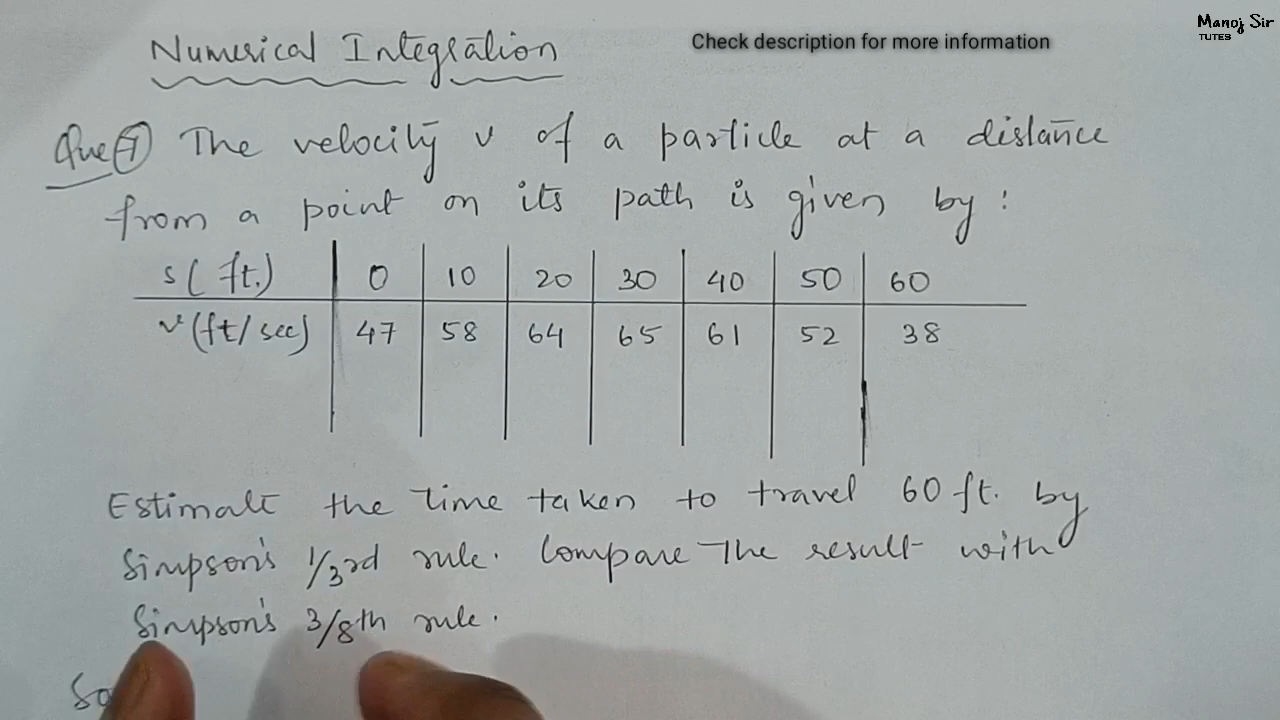 Manoj Sir
TUTES
Check description for more information
Numerical Integration
Que ① The velocity v of a particle at a distance
from a point on its path is given by :
s( ft.) 0 10 20 30 40 50 60
v(ft/sec) 47 58 64 65 61 52 38
Estimate the time taken to travel 60 ft. by
Simpson's 1/3rd rule. Compare the result with
Simpson's 3/8th rule.